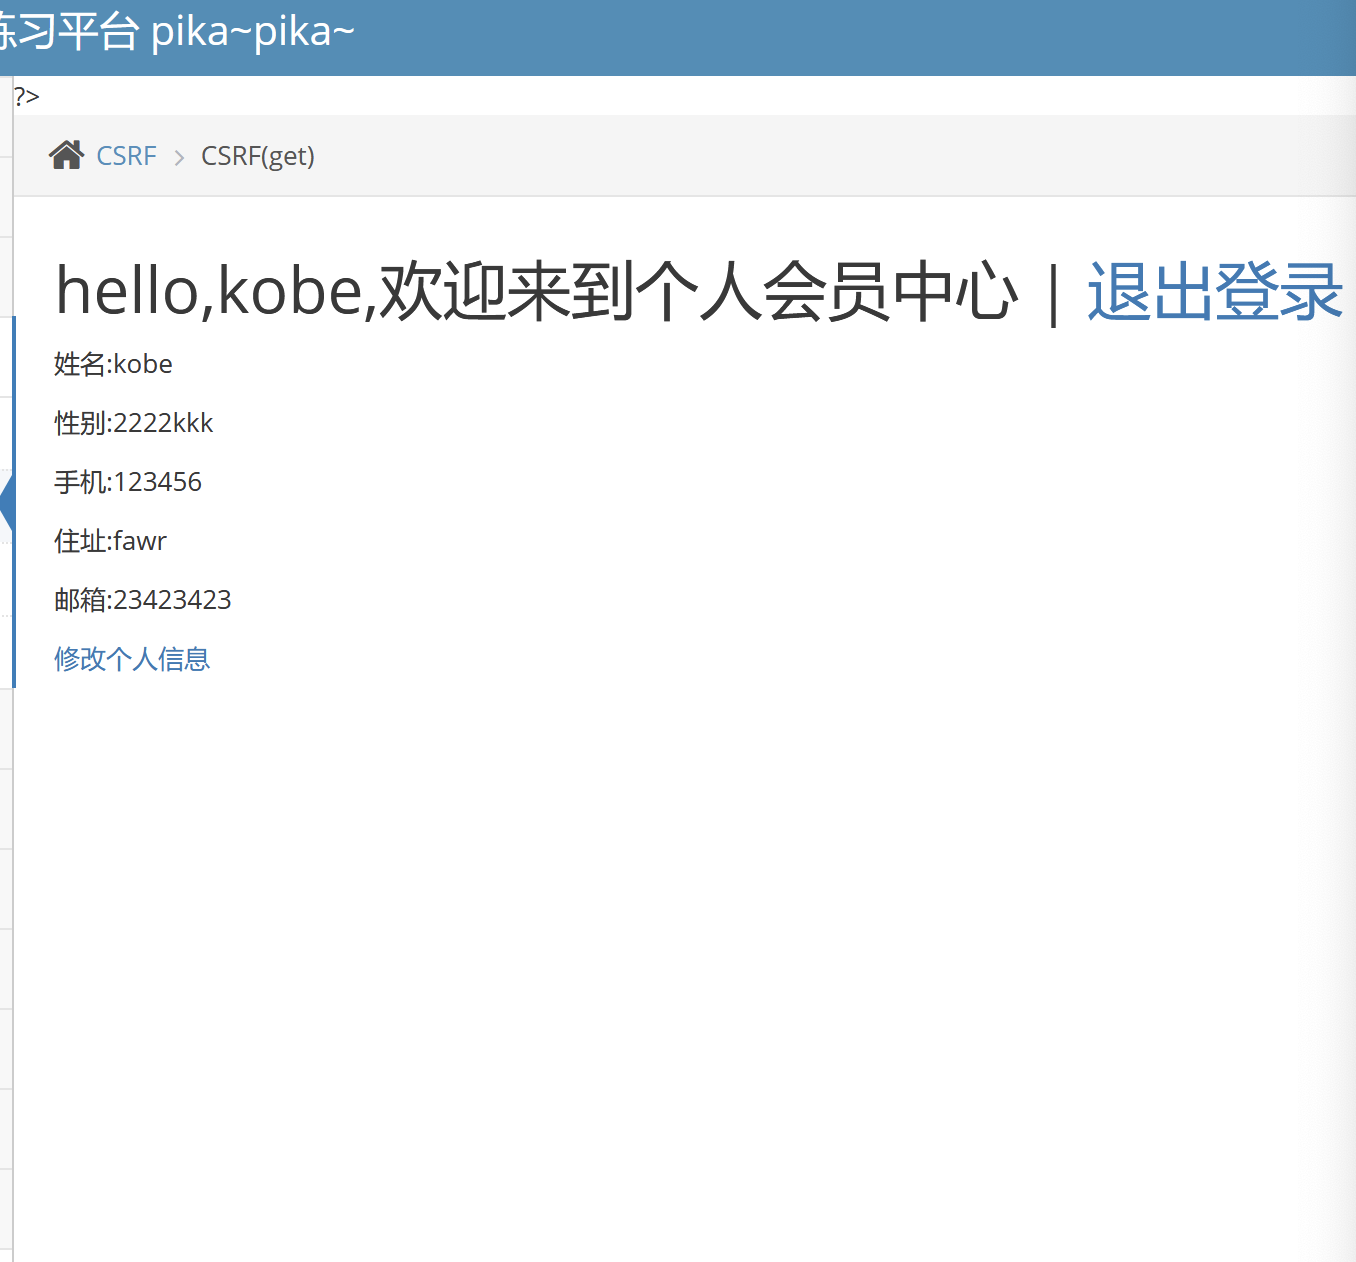 练习平台 pika~pika~
?>
CSRF > CSRF(get)
hello,kobe,欢迎来到个人会员中心 | 退出登录
姓名:kobe
性别:2222kkk
手机:123456
住址:fawr
邮箱:23423423
修改个人信息